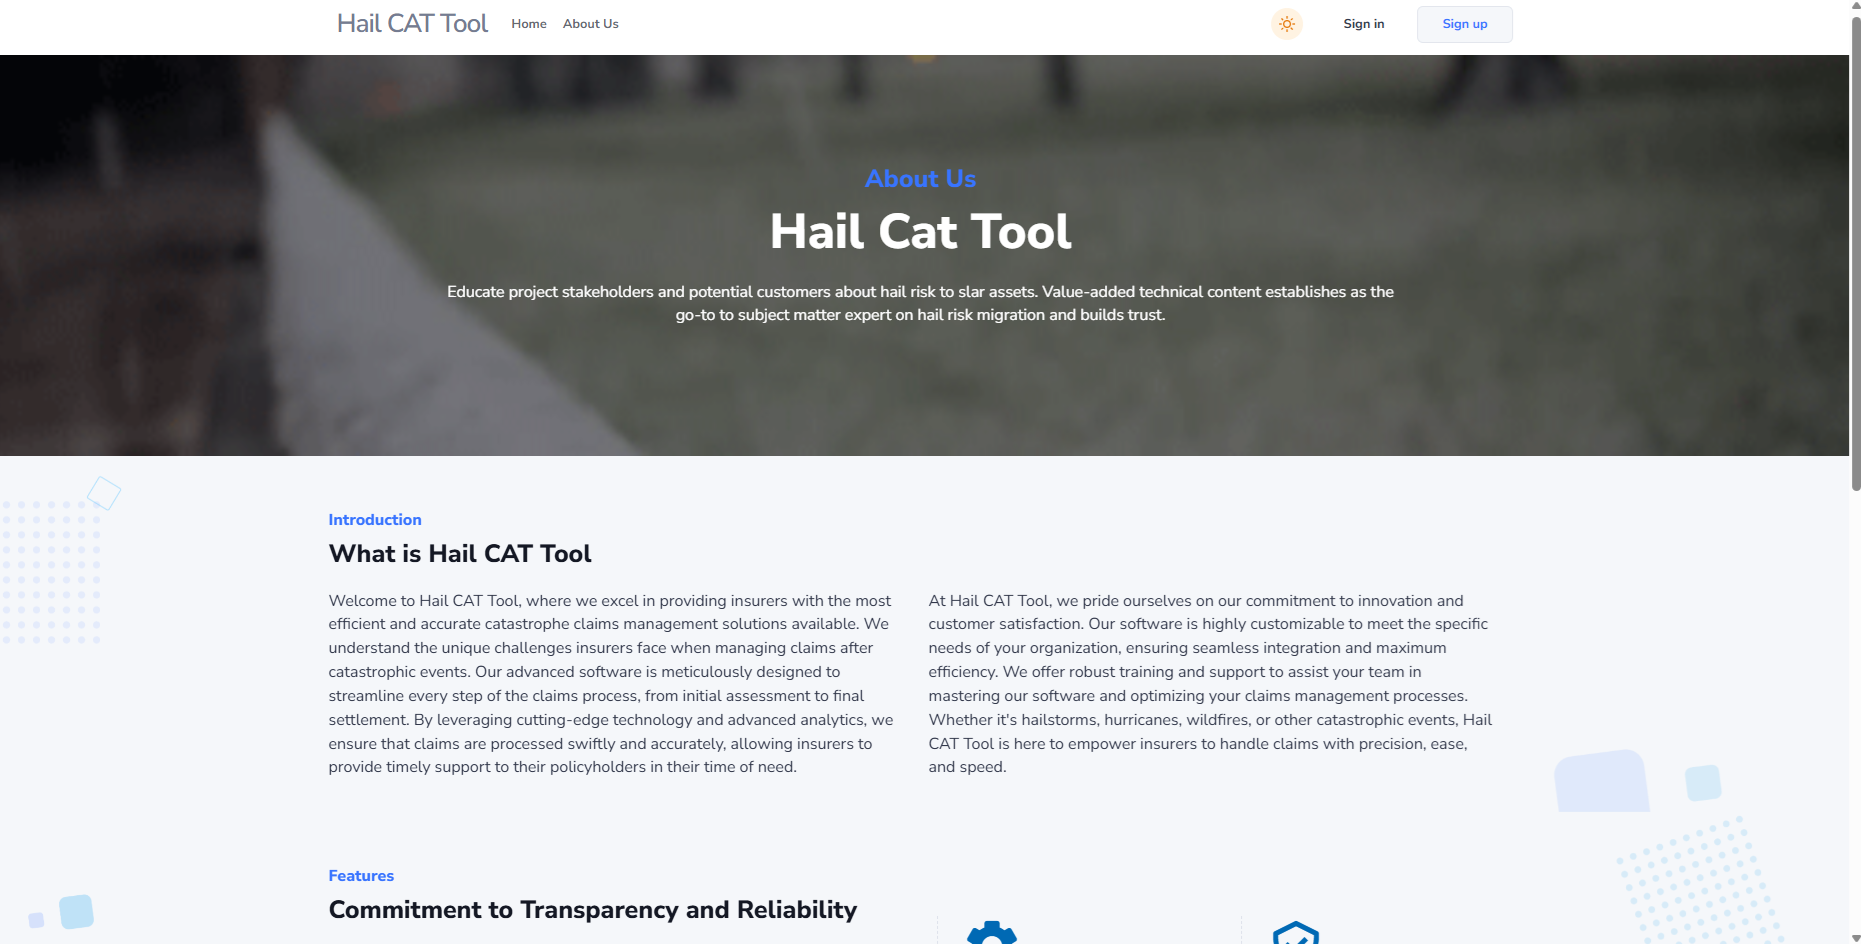 Hail CAT Tool Home About Us Sign in Sign up
About Us
Hail Cat Tool
Educate project stakeholders and potential customers about hail risk to slar assets. Value-added technical content establishes as the
go-to to subject matter expert on hail risk migration and builds trust.
Introduction
What is Hail CAT Tool
Welcome to Hail CAT Tool, where we excel in providing insurers with the most
efficient and accurate catastrophe claims management solutions available. We
understand the unique challenges insurers face when managing claims after
catastrophic events. Our advanced software is meticulously designed to
streamline every step of the claims process, from initial assessment to final
settlement. By leveraging cutting-edge technology and advanced analytics, we
ensure that claims are processed swiftly and accurately, allowing insurers to
provide timely support to their policyholders in their time of need.
At Hail CAT Tool, we pride ourselves on our commitment to innovation and
customer satisfaction. Our software is highly customizable to meet the specific
needs of your organization, ensuring seamless integration and maximum
efficiency. We offer robust training and support to assist your team in
mastering our software and optimizing your claims management processes.
Whether it's hailstorms, hurricanes, wildfires, or other catastrophic events, Hail
CAT Tool is here to empower insurers to handle claims with precision, ease,
and speed.
Features
Commitment to Transparency and Reliability